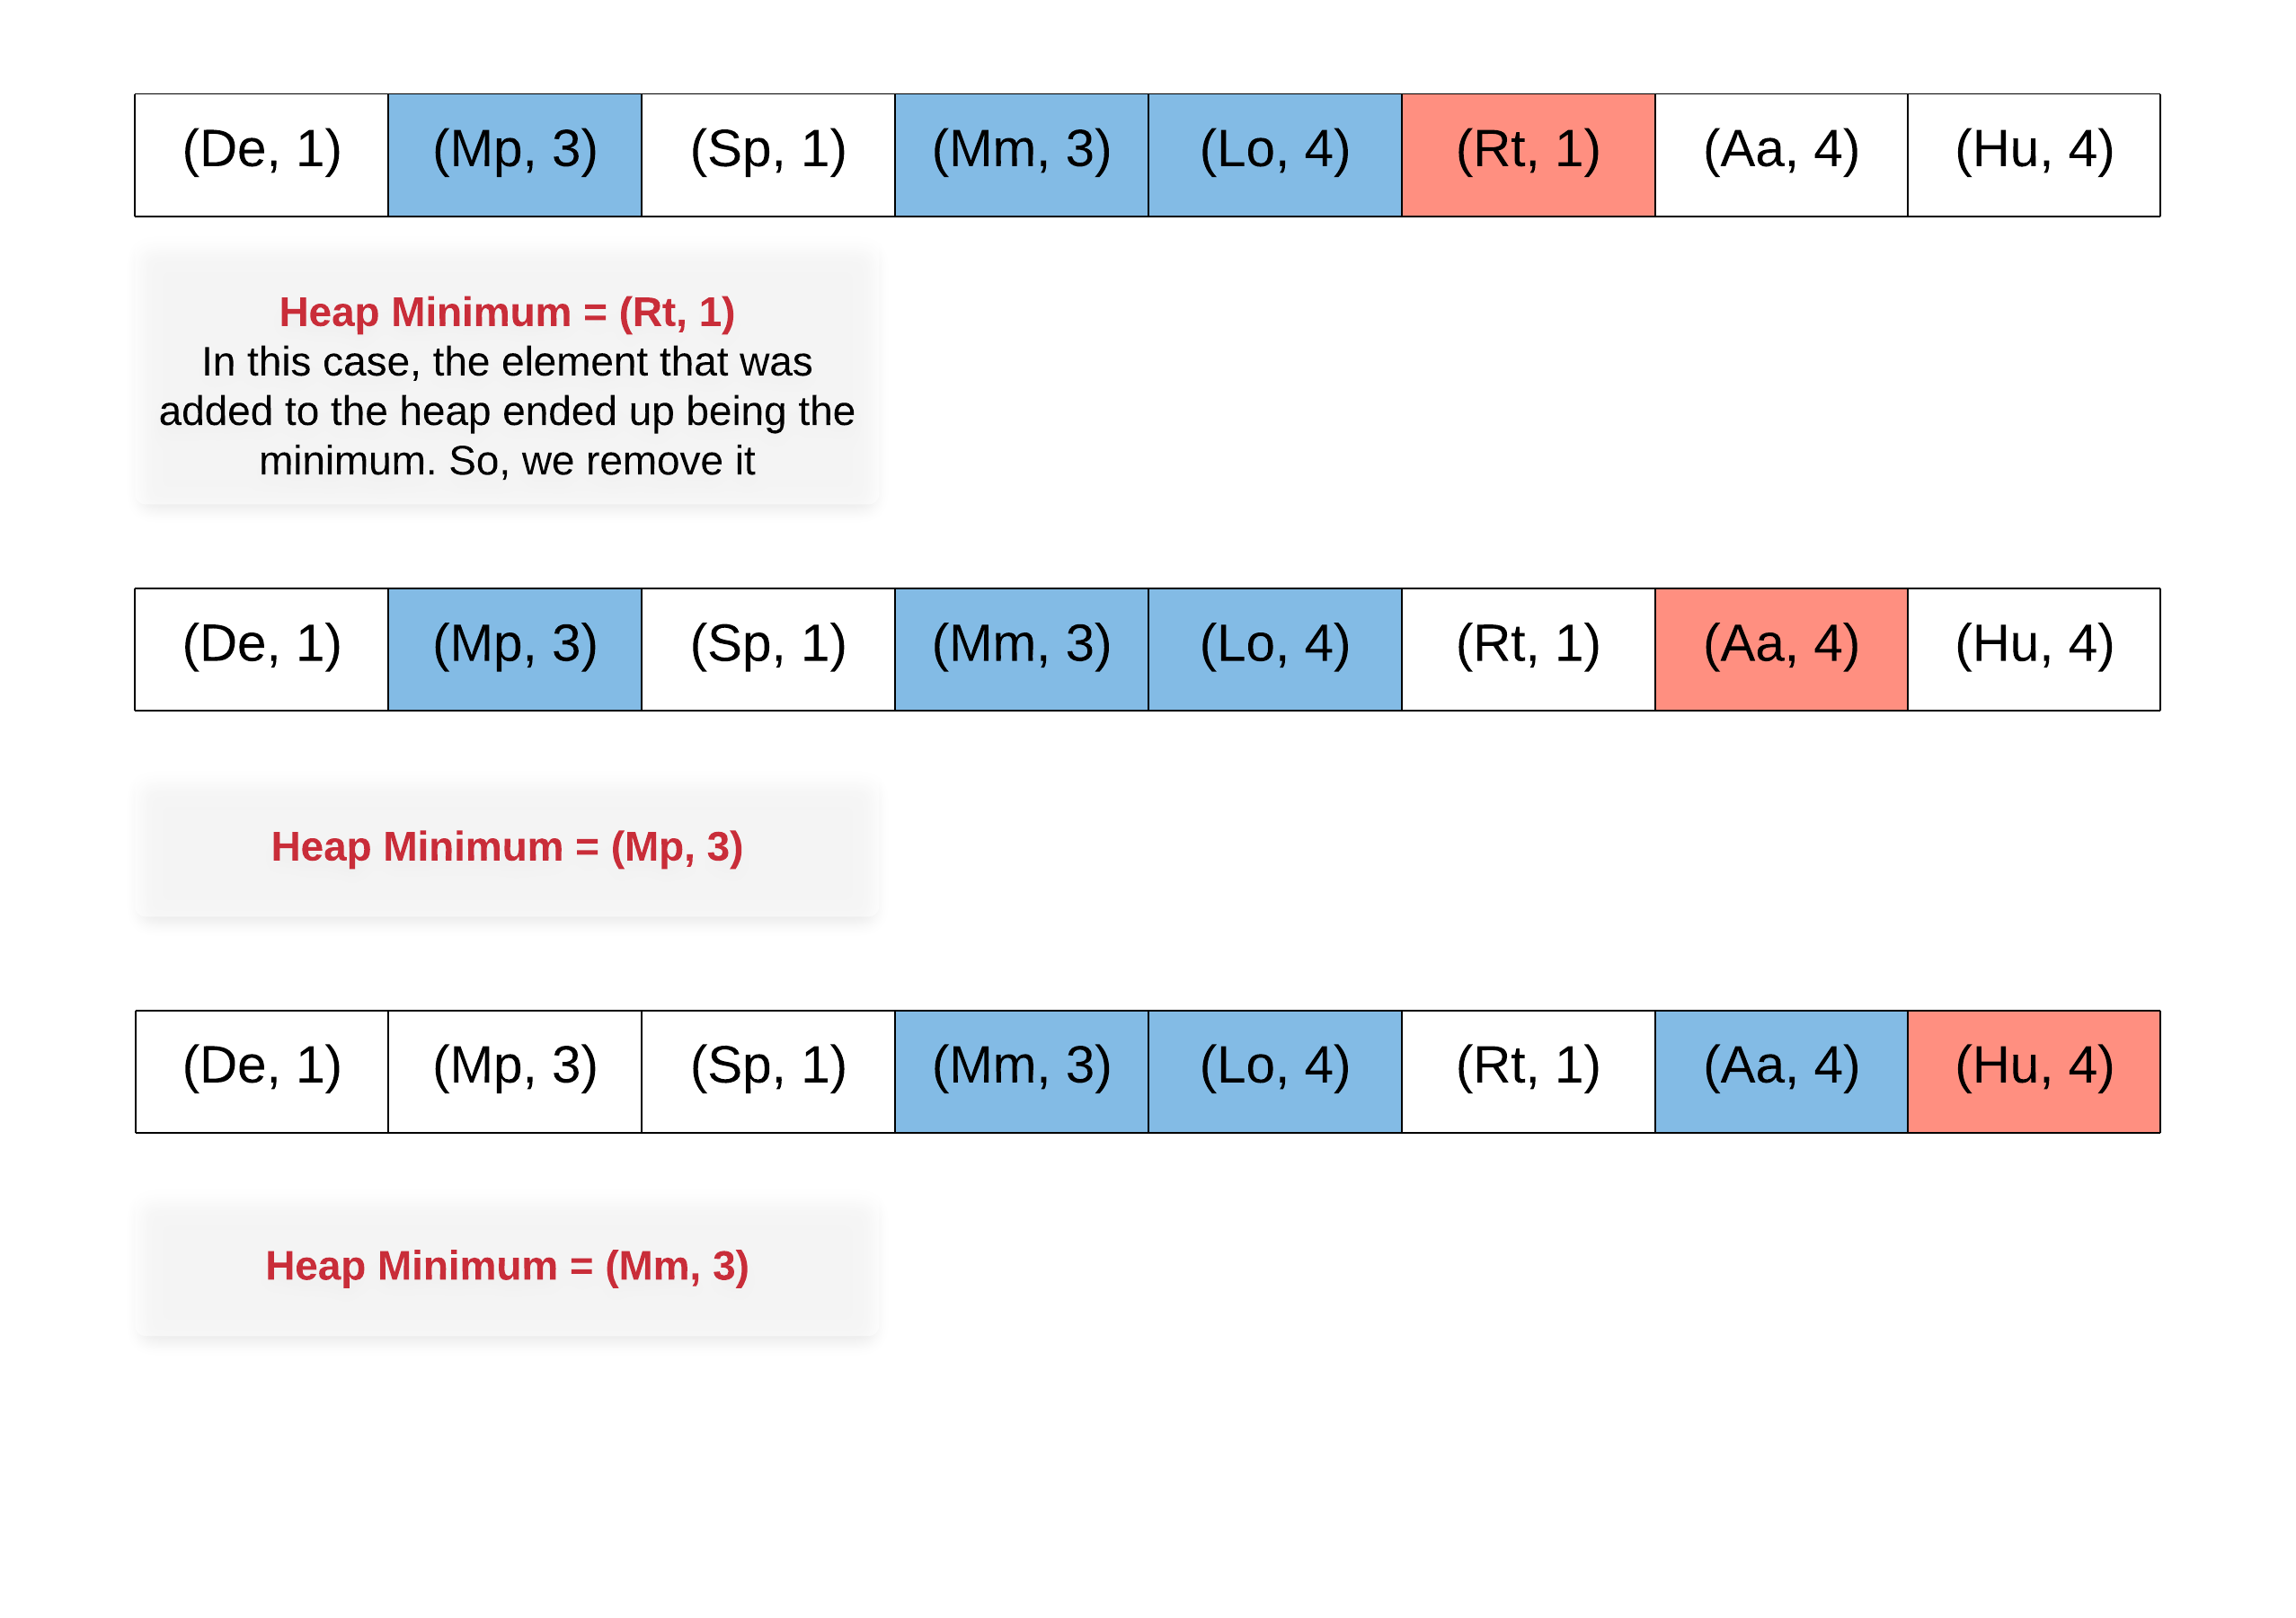 (De, 1) (Mp, 3) (Sp, 1) (Mm, 3) (Lo, 4) (Rt, 1) (Aa, 4) (Hu, 4)
Heap Minimum = (Rt, 1)
In this case, the element that was
added to the heap ended up being the
minimum. So, we remove it
(De, 1) (Mp, 3) (Sp, 1) (Mm, 3) (Lo, 4) (Rt, 1) (Aa, 4) (Hu, 4)
Heap Minimum = (Mp, 3)
(De, 1) (Mp, 3) (Sp, 1) (Mm, 3) (Lo, 4) (Rt, 1) (Aa, 4) (Hu, 4)
Heap Minimum = (Mm, 3)